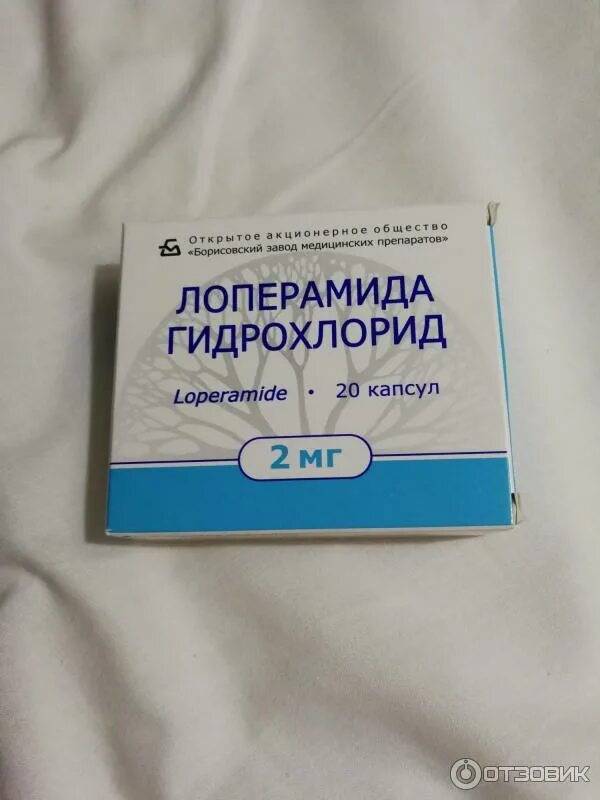 Открытое акционерное общество
«Борисовский завод медицинских препаратов»
ЛОПЕРАМИДА
ГИДРОХЛОРИД
Loperamide • 20 капсул
2 мг
ОТЗОВИК